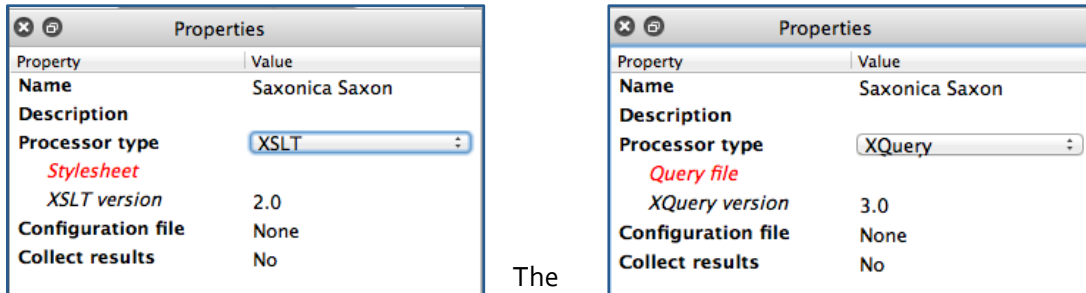 Properties
Property Value
Name Saxonica Saxon
Description
Processor type XSLT
Stylesheet
XSLT version 2.0
Configuration file None
Collect results No
The
Properties
Property Value
Name Saxonica Saxon
Description
Processor type XQuery
Query file
XQuery version 3.0
Configuration file None
Collect results No